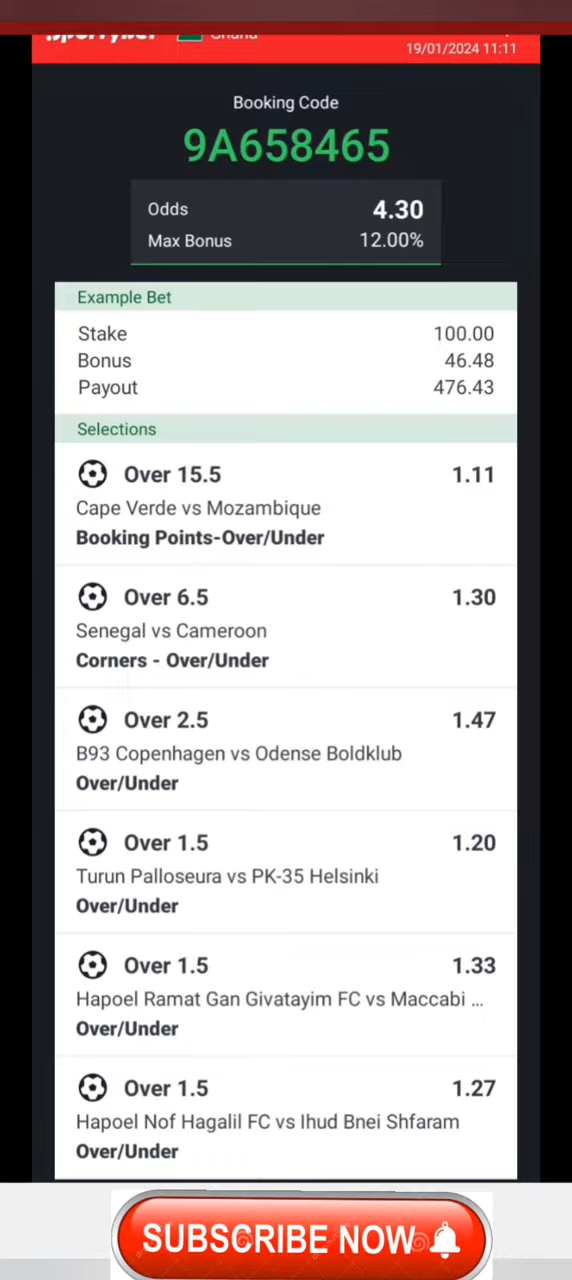 19/01/2024 11:11
Booking Code
9A658465
Odds 4.30
Max Bonus 12.00%
Example Bet
Stake 100.00
Bonus 46.48
Payout 476.43
Selections
Over 15.5 1.11
Cape Verde vs Mozambique
Booking Points-Over/Under
Over 6.5 1.30
Senegal vs Cameroon
Corners - Over/Under
Over 2.5 1.47
B93 Copenhagen vs Odense Boldklub
Over/Under
Over 1.5 1.20
Turun Palloseura vs PK-35 Helsinki
Over/Under
Over 1.5 1.33
Hapoel Ramat Gan Givatayim FC vs Maccabi ...
Over/Under
Over 1.5 1.27
Hapoel Nof Hagalil FC vs Ihud Bnei Shfaram
Over/Under
SUBSCRIBE NOW